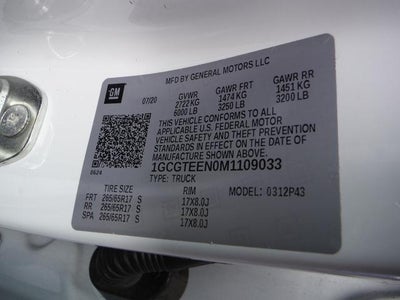 MFD BY GENERAL MOTORS LLC
GM
07/20 GVWR GAWR FRT GAWR RR
2722 KG 1474 KG 1451 KG
6000 LB 3250 LB 3200 LB
THIS VEHICLE CONFORMS TO ALL
APPLICABLE U.S. FEDERAL MOTOR
VEHICLE SAFETY AND THEFT PREVENTION
STANDARDS IN EFFECT ON THE DATE OF
MANUFACTURE SHOWN ABOVE.
1GCGTEEN0M1109033
TYPE: TRUCK
TIRE SIZE RIM MODEL: 0312P43
FRT 265/65R17 S 17X8.0J
RR 265/65R17 S 17X8.0J
SPA 265/65R17 S 17X8.0J